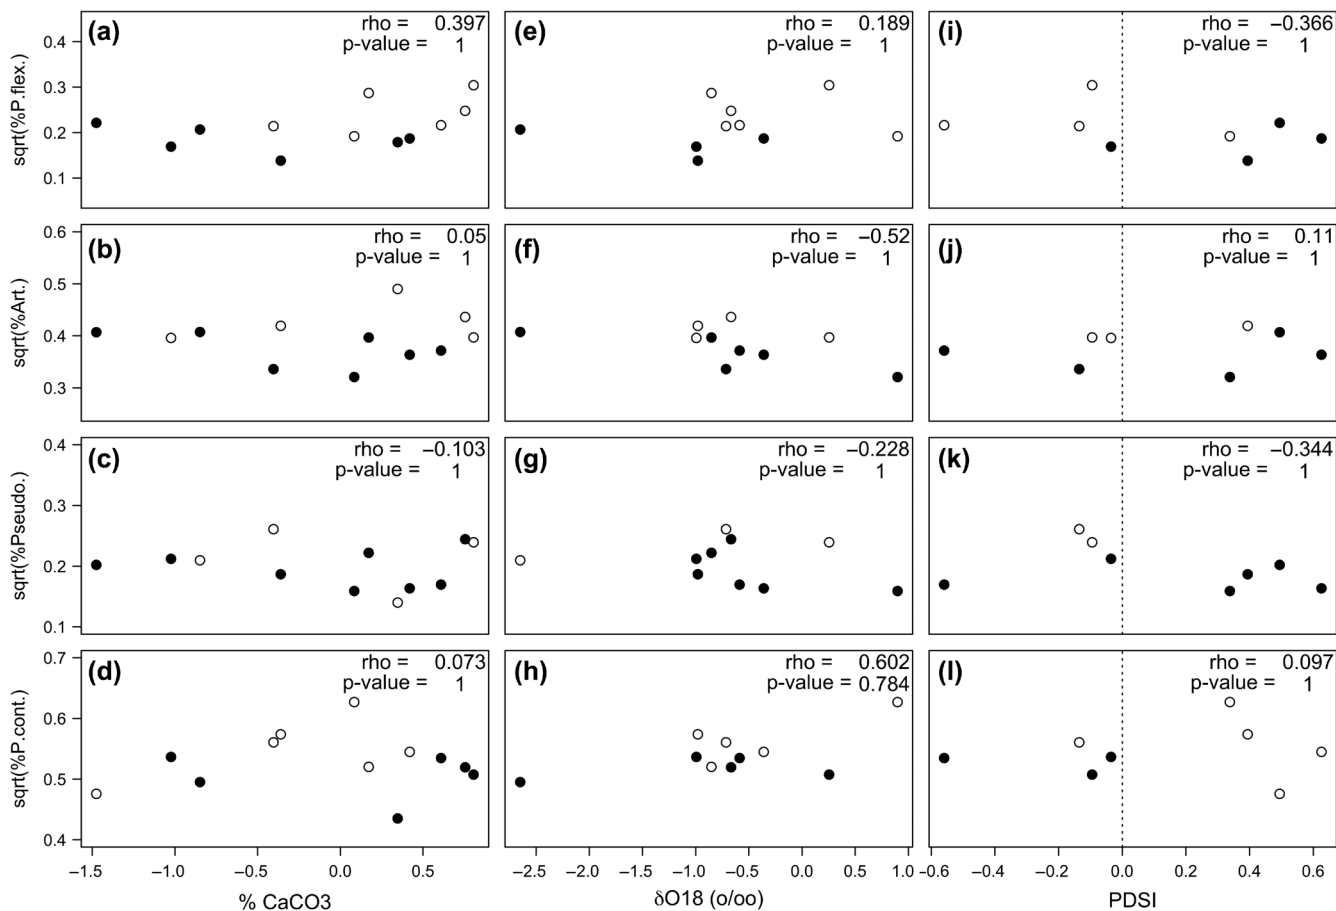 (a)
rho = 0.397
p-value = 1
(e)
rho = 0.189
p-value = 1
(i)
rho = −0.366
p-value = 1
sqrt(%P.flex.)
0.4
0.3
0.2
0.1
(b)
rho = 0.05
p-value = 1
(f)
rho = −0.52
p-value = 1
(j)
rho = 0.11
p-value = 1
sqrt(%Art.)
0.6
0.5
0.4
0.3
(c)
rho = −0.103
p-value = 1
(g)
rho = −0.228
p-value = 1
(k)
rho = −0.344
p-value = 1
sqrt(%Pseudo.)
0.4
0.3
0.2
0.1
(d)
rho = 0.073
p-value = 1
(h)
rho = 0.602
p-value = 0.784
(l)
rho = 0.097
p-value = 1
sqrt(%P.cont.)
0.7
0.6
0.5
0.4
−1.5 −1.0 −0.5 0.0 0.5
−2.5 −2.0 −1.5 −1.0 −0.5 0.0 0.5 1.0
−0.6 −0.4 −0.2 0.0 0.2 0.4 0.6
% CaCO3
δO18 (o/oo)
PDSI